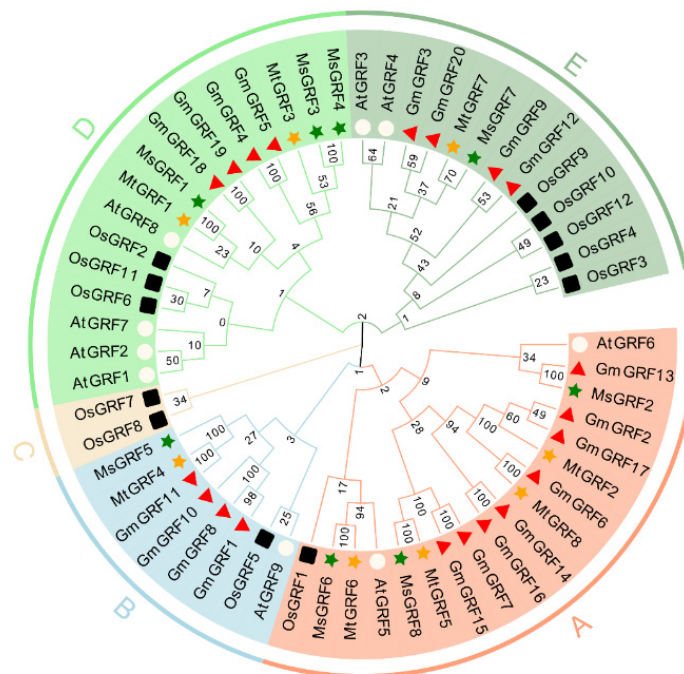 E
AtGRF3
AtGRF4
GmGRF3
GmGRF20
MtGRF7
MsGRF7
GmGRF9
GmGRF12
OsGRF9
OsGRF10
OsGRF12
OsGRF4
OsGRF3
A
AtGRF6
GmGRF13
MsGRF2
GmGRF2
GmGRF17
MtGRF2
GmGRF6
MtGRF8
GmGRF14
GmGRF16
GmGRF7
GmGRF15
MtGRF5
MsGRF8
AtGRF5
MtGRF6
MsGRF6
OsGRF1
B
AtGRF9
OsGRF5
GmGRF1
GmGRF8
GmGRF10
GmGRF11
MtGRF4
MsGRF5
C
OsGRF8
OsGRF7
D
AtGRF1
AtGRF2
AtGRF7
OsGRF6
OsGRF11
OsGRF2
AtGRF8
MtGRF1
MsGRF1
GmGRF18
GmGRF19
GmGRF4
GmGRF5
MtGRF3
MsGRF3
MsGRF4
64
59
37
70
21
53
52
43
49
8
23
1
2
34
100
9
49
60
100
94
100
28
100
100
100
100
2
94
17
100
1
3
25
98
100
27
100
100
34
50
10
0
30
7
1
23
100
10
100
4
100
56
53
100